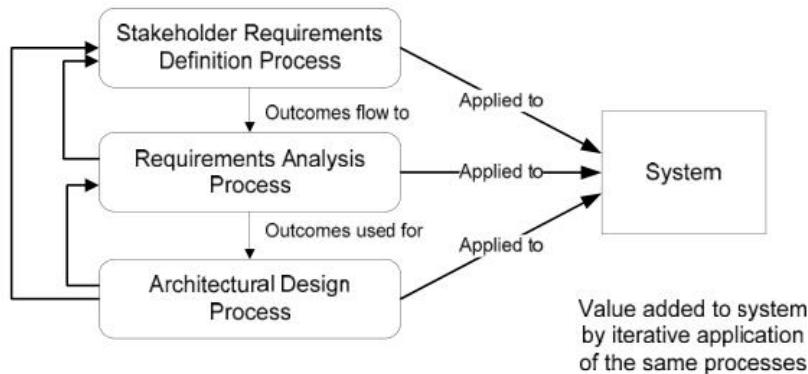 Stakeholder Requirements
Definition Process
Applied to
Outcomes flow to
Requirements Analysis
Process
Applied to
System
Outcomes used for
Applied to
Architectural Design
Process
Value added to system
by iterative application
of the same processes